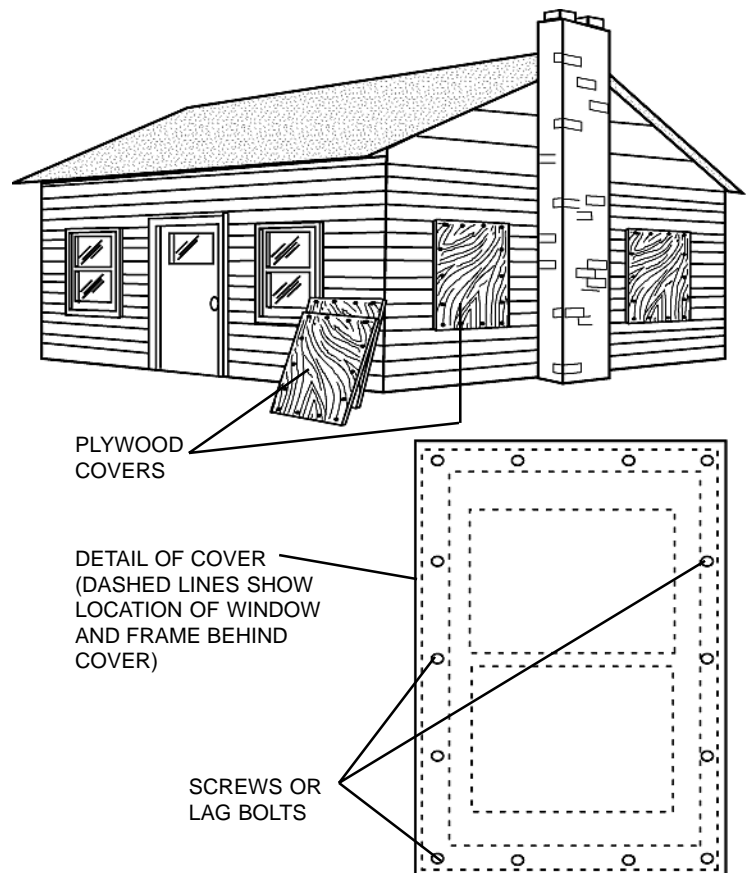 PLYWOOD
COVERS
DETAIL OF COVER
(DASHED LINES SHOW
LOCATION OF WINDOW
AND FRAME BEHIND
COVER)
SCREWS OR
LAG BOLTS